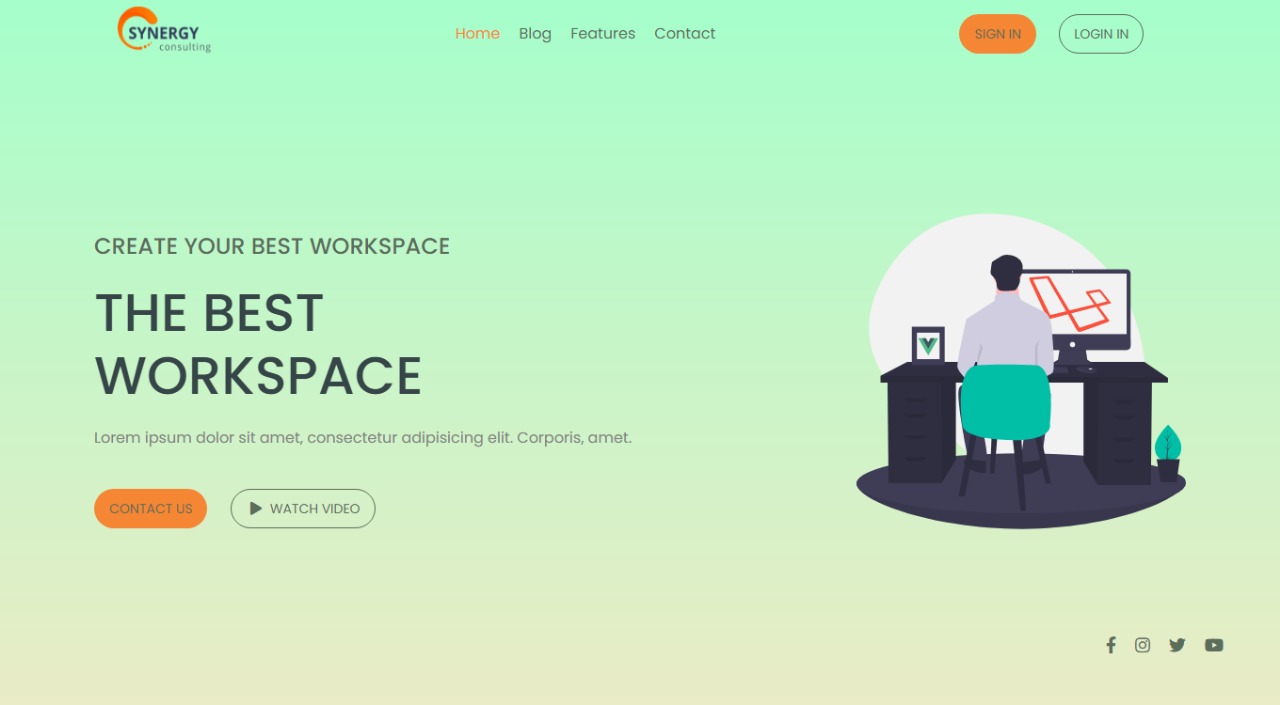 SYNERGY
consulting
Home Blog Features Contact
SIGN IN
LOGIN IN
CREATE YOUR BEST WORKSPACE
THE BEST
WORKSPACE
Lorem ipsum dolor sit amet, consectetur adipisicing elit. Corporis, amet.
CONTACT US
WATCH VIDEO